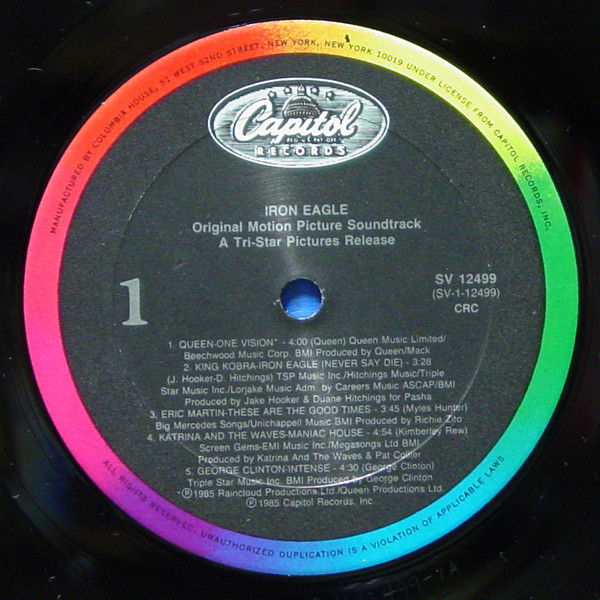 MANUFACTURED BY COLUMBIA HOUSE, 51 WEST 52ND STREET, NEW YORK, NEW YORK 10019 UNDER LICENSE FROM CAPITOL RECORDS, INC.
Capitol
REG. U.S. PAT. OFF.
RECORDS
IRON EAGLE
Original Motion Picture Soundtrack
A Tri-Star Pictures Release
1
SV 12499
(SV-1-12499)
CRC
1. QUEEN-ONE VISION* - 4:00 (Queen) Queen Music Limited/
Beechwood Music Corp. BMI Produced by Queen/Mack
2. KING KOBRA-IRON EAGLE (NEVER SAY DIE) - 3:28
(J. Hooker-D. Hitchings) TSP Music Inc./Hitchings Music/Triple
Star Music Inc./Lorjake Music Adm. by Careers Music ASCAP/BMI
Produced by Jake Hooker & Duane Hitchings for Pasha
3. ERIC MARTIN-THESE ARE THE GOOD TIMES - 3:45 (Myles Hunter)
Big Mercedes Songs/Unichappell Music BMI Produced by Richie Zito
4. KATRINA AND THE WAVES-MANIAC HOUSE - 4:54 (Kimberley Rew)
Screen Gems-EMI Music Inc/Megasongs Ltd BMI
Produced by Katrina And The Waves & Pat Collier
5. GEORGE CLINTON-INTENSE - 4:30 (George Clinton)
Triple Star Music Inc. BMI Produced by George Clinton
*℗1985 Raincloud Productions Ltd./Queen Productions Ltd.
℗1985 Capitol Records, Inc.
ALL RIGHTS RESERVED. UNAUTHORIZED DUPLICATION IS A VIOLATION OF APPLICABLE LAWS